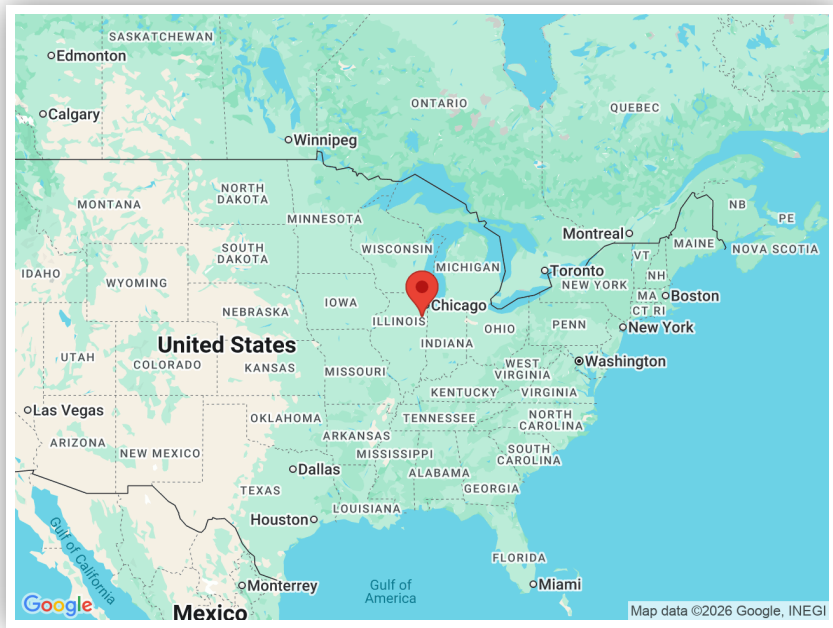 SASKATCHEWAN
Edmonton
Calgary
ONTARIO
QUEBEC
Winnipeg
MONTANA
NORTH
DAKOTA
MINNESOTA
NB
PE
Montreal
MAINE
NOVA SCOTIA
SOUTH
DAKOTA
WISCONSIN
MICHIGAN
VT
NH
IDAHO
WYOMING
Toronto
NEW YORK
MA
Boston
CT RI
NEBRASKA
IOWA
Chicago
ILLINOIS
OHIO
PENN
New York
United States
INDIANA
UTAH
COLORADO
KANSAS
MISSOURI
WEST
VIRGINIA
Washington
KENTUCKY
VIRGINIA
Las Vegas
OKLAHOMA
TENNESSEE
NORTH
CAROLINA
ARIZONA
NEW MEXICO
ARKANSAS
MISSISSIPPI
SOUTH
CAROLINA
Dallas
ALABAMA
GEORGIA
TEXAS
LOUISIANA
Houston
Gulf of
California
FLORIDA
Monterrey
Gulf of
America
Miami
Mexico
Google
Map data ©2026 Google, INEGI